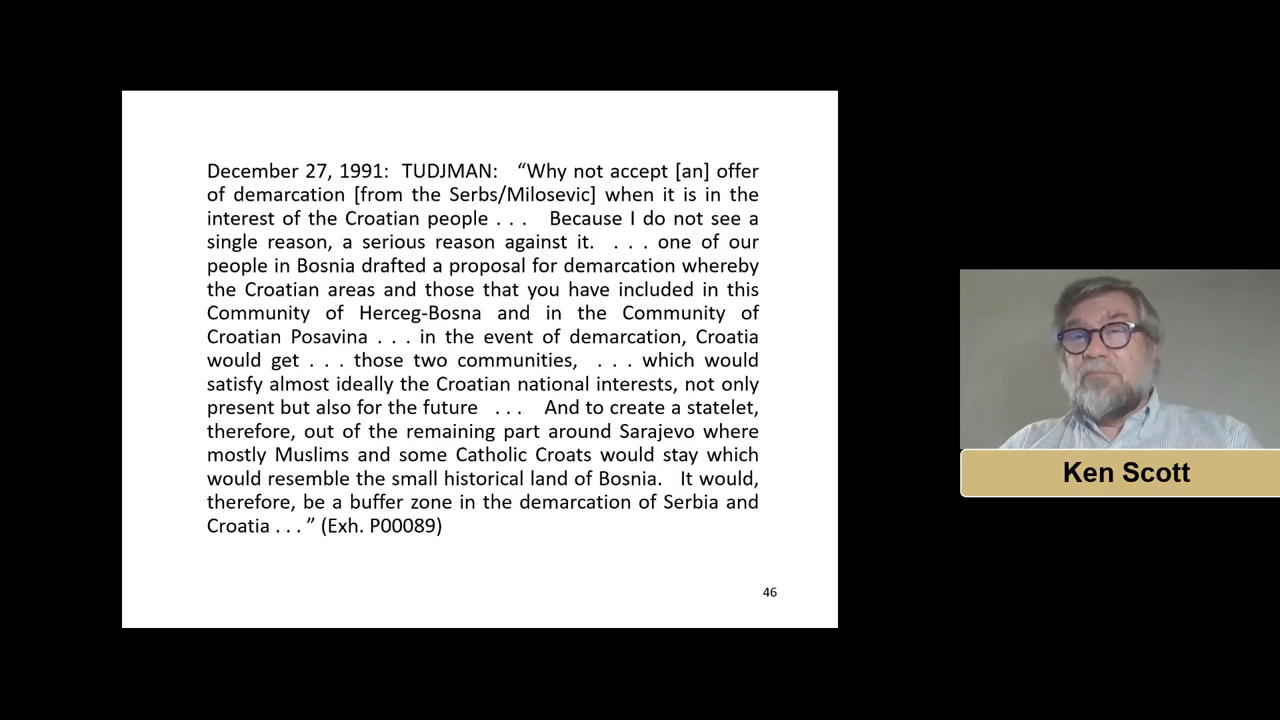 December 27, 1991: TUDJMAN: “Why not accept [an] offer
of demarcation [from the Serbs/Milosevic] when it is in the
interest of the Croatian people . . . Because I do not see a
single reason, a serious reason against it. . . . one of our
people in Bosnia drafted a proposal for demarcation whereby
the Croatian areas and those that you have included in this
Community of Herceg-Bosna and in the Community of
Croatian Posavina . . . in the event of demarcation, Croatia
would get . . . those two communities, . . . which would
satisfy almost ideally the Croatian national interests, not only
present but also for the future . . . And to create a statelet,
therefore, out of the remaining part around Sarajevo where
mostly Muslims and some Catholic Croats would stay which
would resemble the small historical land of Bosnia. It would,
therefore, be a buffer zone in the demarcation of Serbia and
Croatia . . . ” (Exh. P00089)
46
Ken Scott